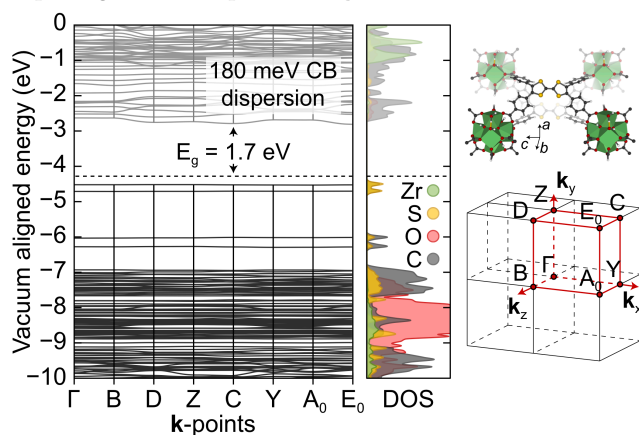 0
−1
−2
−3
−4
−5
−6
−7
−8
−9
−10
Vacuum aligned energy (eV)
180 meV CB
dispersion
E_g = 1.7 eV
Γ B D Z C Y A_0 E_0
k-points
Zr
S
O
C
DOS
a
c
b
k_y
Z
C
D
E_0
Γ
Y
B
A_0
k_x
k_z